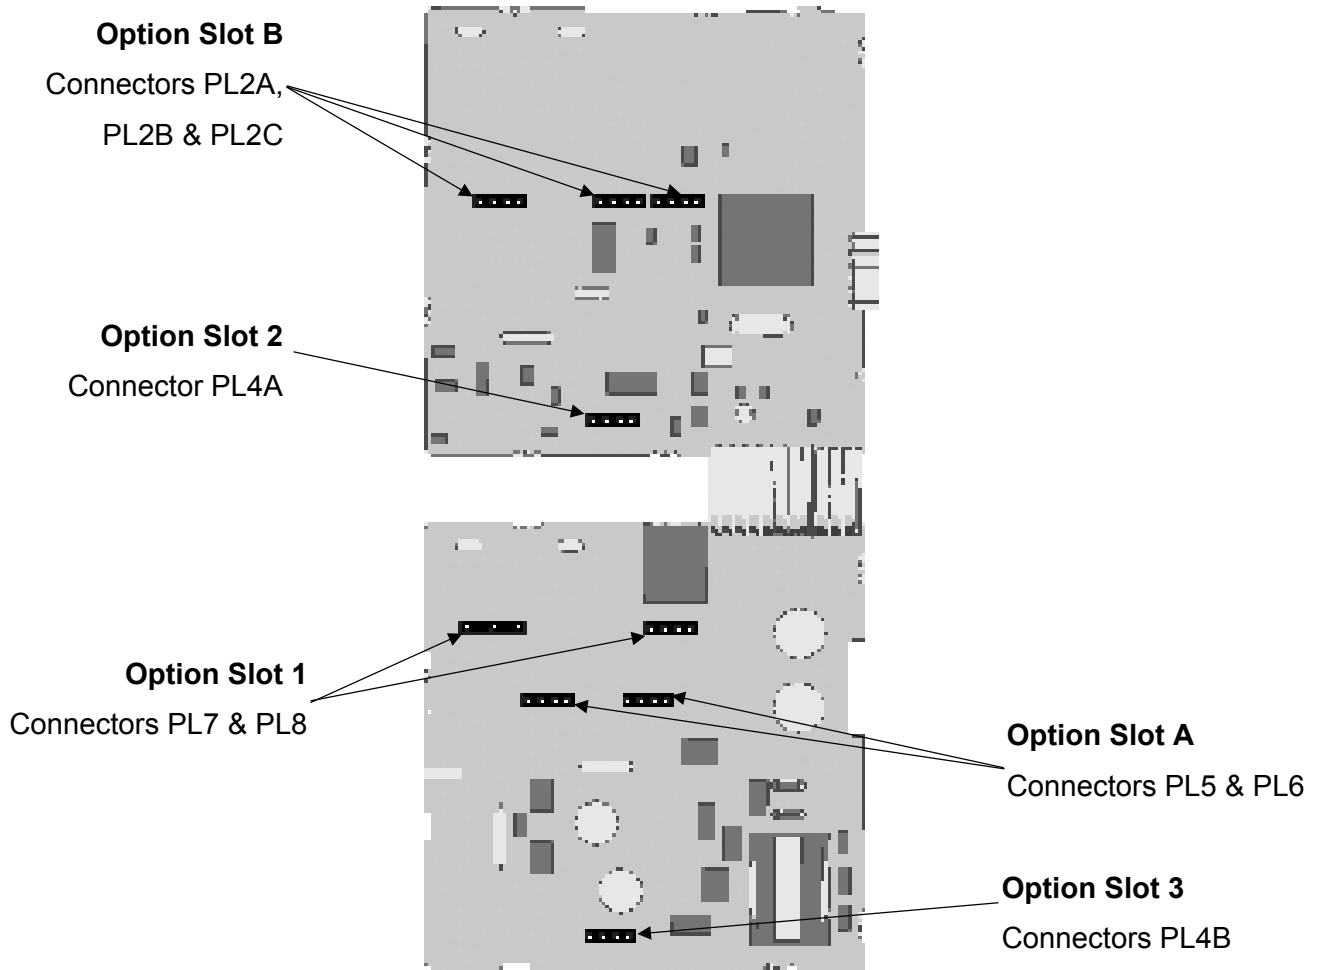 Option Slot B
Connectors PL2A,
PL2B & PL2C
Option Slot 2
Connector PL4A
Option Slot 1
Connectors PL7 & PL8
Option Slot A
Connectors PL5 & PL6
Option Slot 3
Connectors PL4B